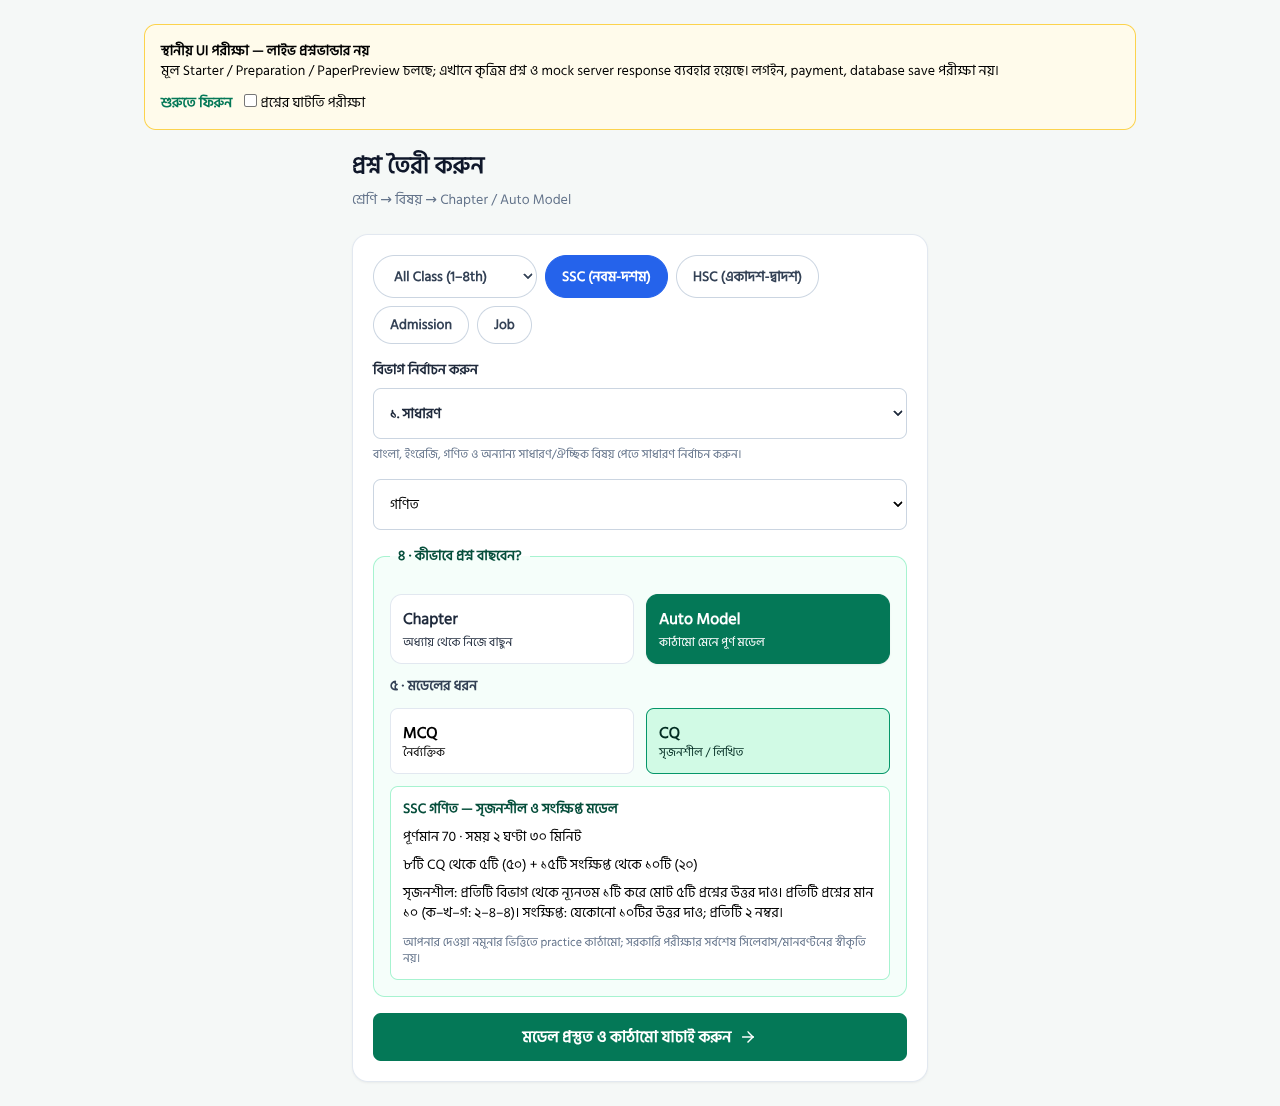 স্থানীয় UI পরীক্ষা — লাইভ প্রশ্নভান্ডার নয়
মূল Starter / Preparation / PaperPreview চলছে; এখানে কৃত্রিম প্রশ্ন ও mock server response ব্যবহার হয়েছে। লগইন, payment, database save পরীক্ষা নয়।
শুরুতে ফিরুন প্রশ্নের ঘাটতি পরীক্ষা
প্রশ্ন তৈরী করুন
শ্রেণি → বিষয় → Chapter / Auto Model
All Class (1–8th) SSC (নবম-দশম) HSC (একাদশ-দ্বাদশ)
Admission Job
বিভাগ নির্বাচন করুন
১. সাধারণ
বাংলা, ইংরেজি, গণিত ও অন্যান্য সাধারণ/ঐচ্ছিক বিষয় পেতে সাধারণ নির্বাচন করুন।
গণিত
৪ · কীভাবে প্রশ্ন বাছবেন?
Chapter Auto Model
অধ্যায় থেকে নিজে বাছুন কাঠামো মেনে পূর্ণ মডেল
৫ · মডেলের ধরন
MCQ CQ
নৈর্ব্যক্তিক সৃজনশীল / লিখিত
SSC গণিত — সৃজনশীল ও সংক্ষিপ্ত মডেল
পূর্ণমান 70 · সময় ২ ঘণ্টা ৩০ মিনিট
৮টি CQ থেকে ৫টি (৫০) + ১৫টি সংক্ষিপ্ত থেকে ১০টি (২০)
সৃজনশীল: প্রতিটি বিভাগ থেকে ন্যূনতম ১টি করে মোট ৫টি প্রশ্নের উত্তর দাও। প্রতিটি প্রশ্নের মান
১০ (ক–খ–গ: ২–৪–৪)। সংক্ষিপ্ত: যেকোনো ১০টির উত্তর দাও; প্রতিটি ২ নম্বর।
আপনার দেওয়া নমুনার ভিত্তিতে practice কাঠামো; সরকারি পরীক্ষার সর্বশেষ সিলেবাস/মানবণ্টনের স্বীকৃতি
নয়।
মডেল প্রস্তুত ও কাঠামো যাচাই করুন →